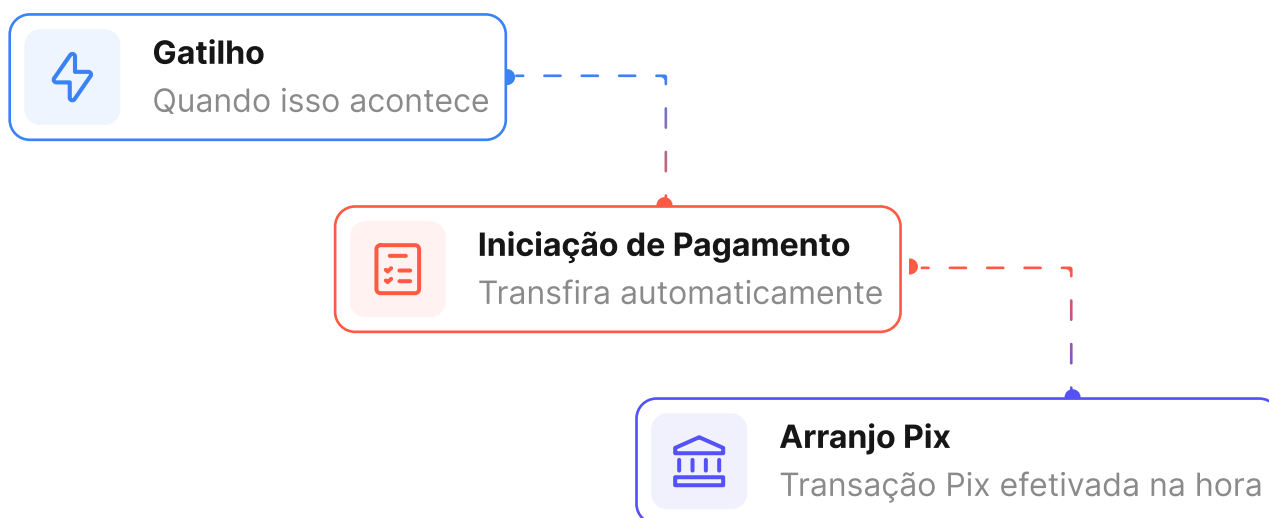 Gatilho
Quando isso acontece
Iniciação de Pagamento
Transfira automaticamente
Arranjo Pix
Transação Pix efetivada na hora